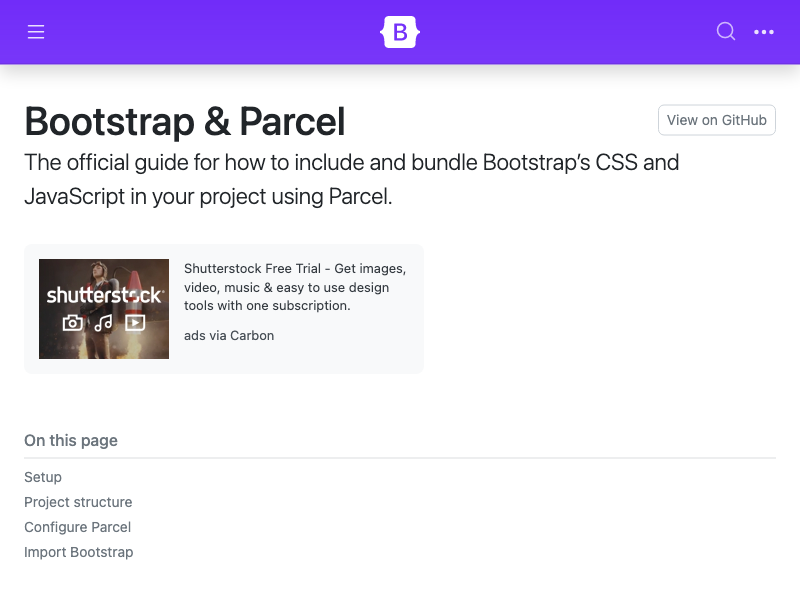 B
Bootstrap & Parcel
View on GitHub
The official guide for how to include and bundle Bootstrap’s CSS and
JavaScript in your project using Parcel.
shutterstock
Shutterstock Free Trial - Get images,
video, music & easy to use design
tools with one subscription.
ads via Carbon
On this page
Setup
Project structure
Configure Parcel
Import Bootstrap